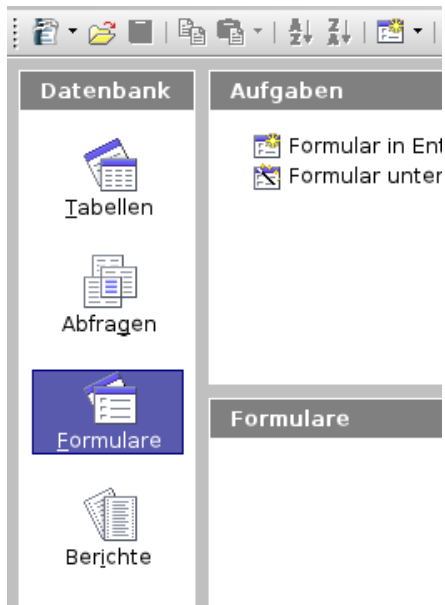 Datenbank
Tabellen
Abfragen
Formulare
Berichte
Aufgaben
Formular in Ent
Formular unter
Formulare